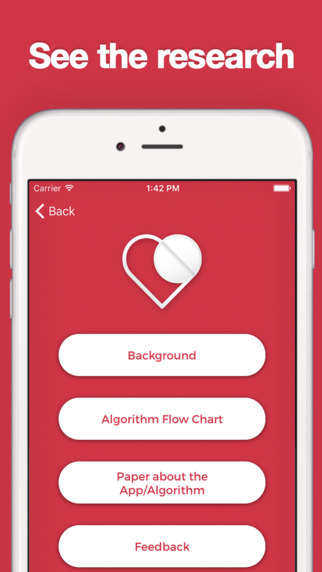 See the research
Carrier 1:42 PM
Back
Background
Algorithm Flow Chart
Paper about the
App/Algorithm
Feedback